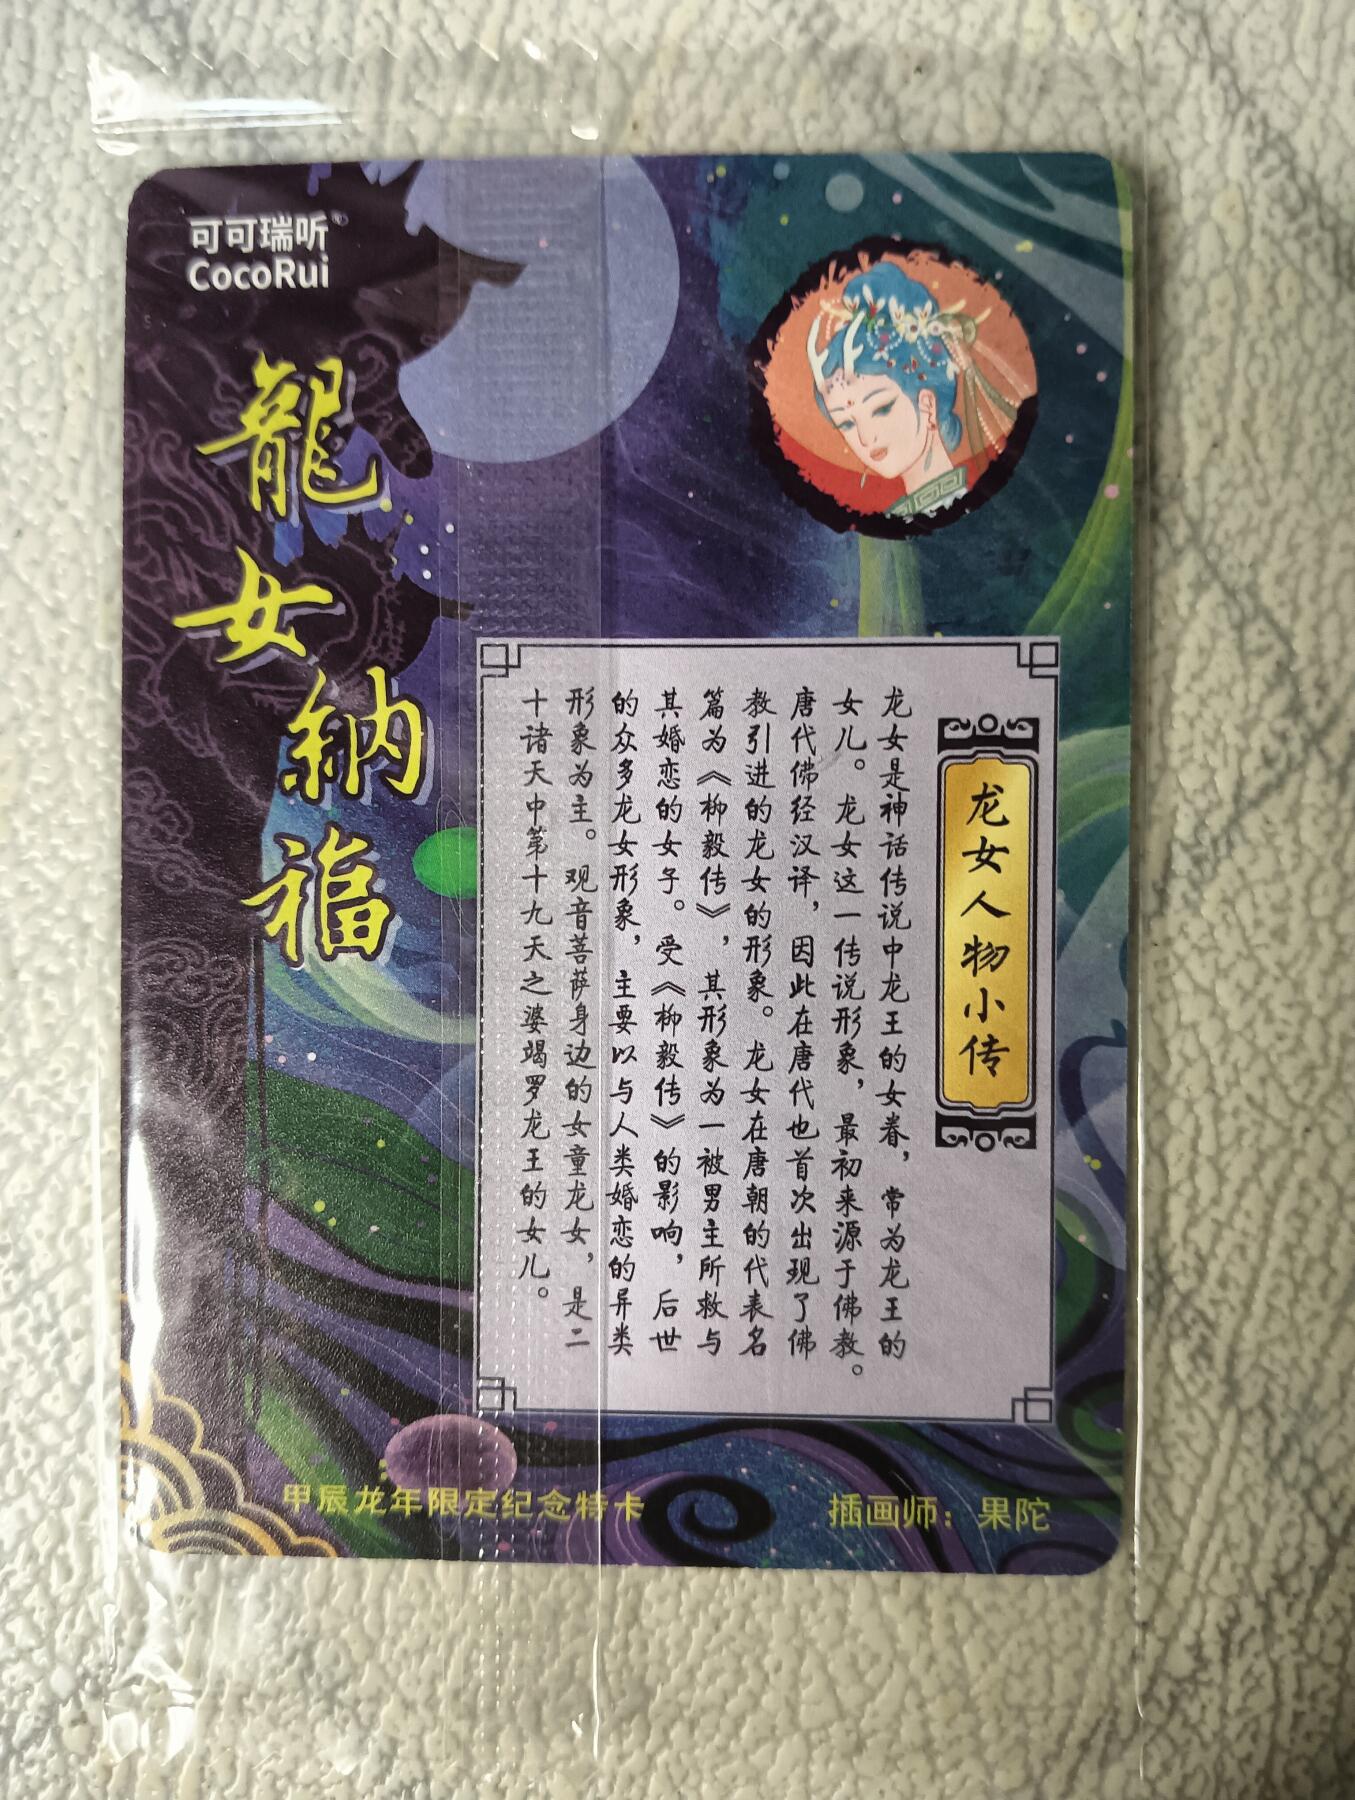 可可瑞听®
CocoRui
龍女納福
龙女人物小传
龙女是神话传说中龙王的女眷，常为龙王的
女儿。龙女这一传说形象，最初来源于佛教。
唐代佛经汉译，因此在唐代也首次出现了佛
教引进的龙女的形象。龙女在唐朝的代表名
篇为《柳毅传》，其形象为一被男主所救与
其婚恋的女子。受《柳毅传》的影响，后世
的众多龙女形象，主要以与人类婚恋的异类
形象为主。观音菩萨身边的女童龙女，是二
十诸天中第十九天之婆竭罗龙王的女儿。
甲辰龙年限定纪念特卡
插画师：果陀